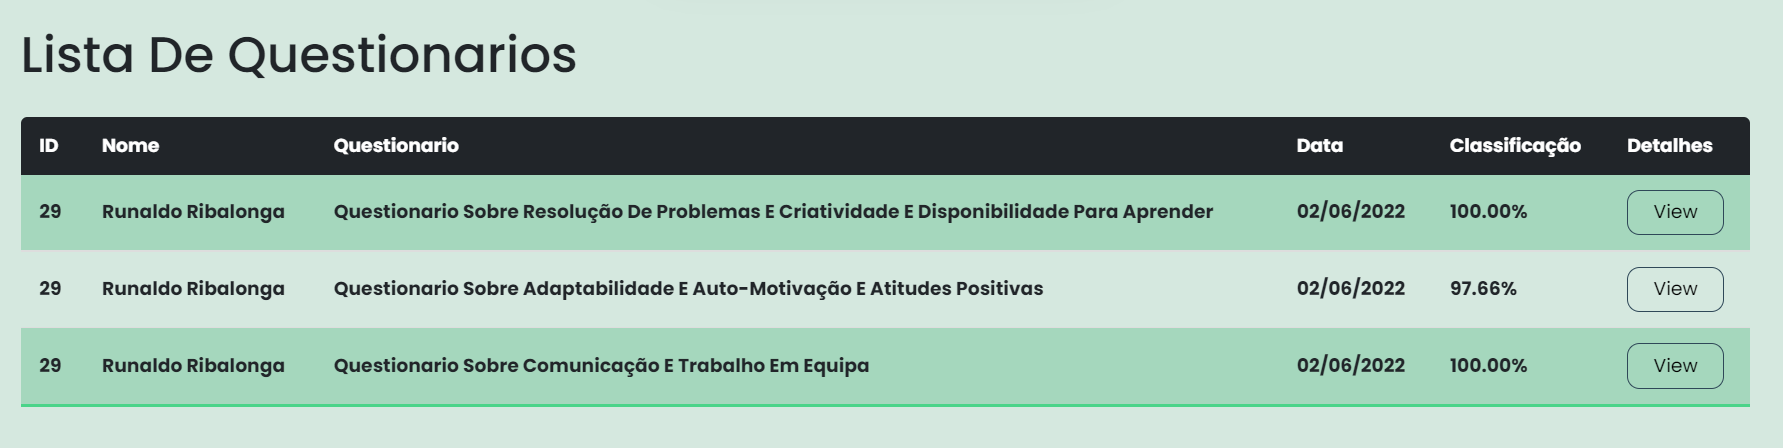 Lista De Questionarios
ID Nome Questionario Data Classificação Detalhes
29 Runaldo Ribalonga Questionario Sobre Resolução De Problemas E Criatividade E Disponibilidade Para Aprender 02/06/2022 100.00% View
29 Runaldo Ribalonga Questionario Sobre Adaptabilidade E Auto-Motivação E Atitudes Positivas 02/06/2022 97.66% View
29 Runaldo Ribalonga Questionario Sobre Comunicação E Trabalho Em Equipa 02/06/2022 100.00% View